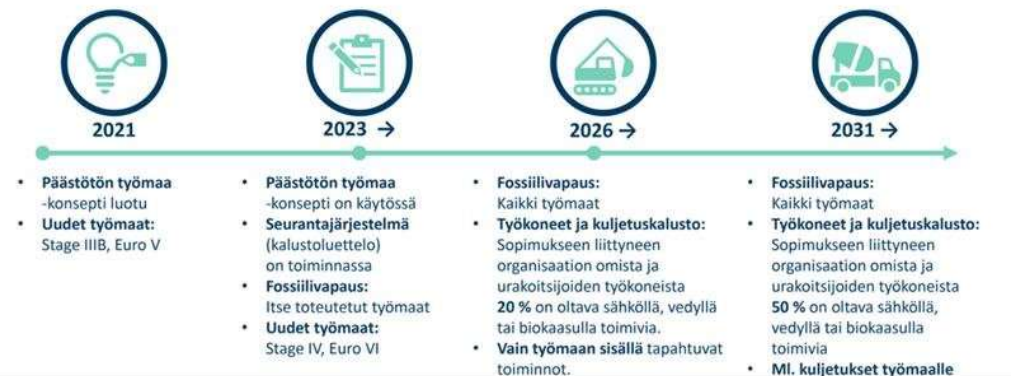 2021
2023 →
2026 →
2031 →
• Päästötön työmaa
-konsepti luotu
• Uudet työmaat:
Stage IIIB, Euro V
• Päästötön työmaa
-konsepti on käytössä
• Seurantajärjestelmä
(kalustoluettelo)
on toiminnassa
• Fossiilivapaus:
Itse toteutetut työmaat
• Uudet työmaat:
Stage IV, Euro VI
• Fossiilivapaus:
Kaikki työmaat
• Työkoneet ja kuljetuskalusto:
Sopimukseen liittyneen
organisaation omista ja
urakoitsijoiden työkoneista
20 % on oltava sähköllä, vedyllä
tai biokaasulla toimivia.
• Vain työmaan sisällä tapahtuvat
toiminnot.
• Fossiilivapaus:
Kaikki työmaat
• Työkoneet ja kuljetuskalusto:
Sopimukseen liittyneen
organisaation omista ja
urakoitsijoiden työkoneista
50 % on oltava sähköllä,
vedyllä tai biokaasulla
toimivia
• Ml. kuljetukset työmaalle